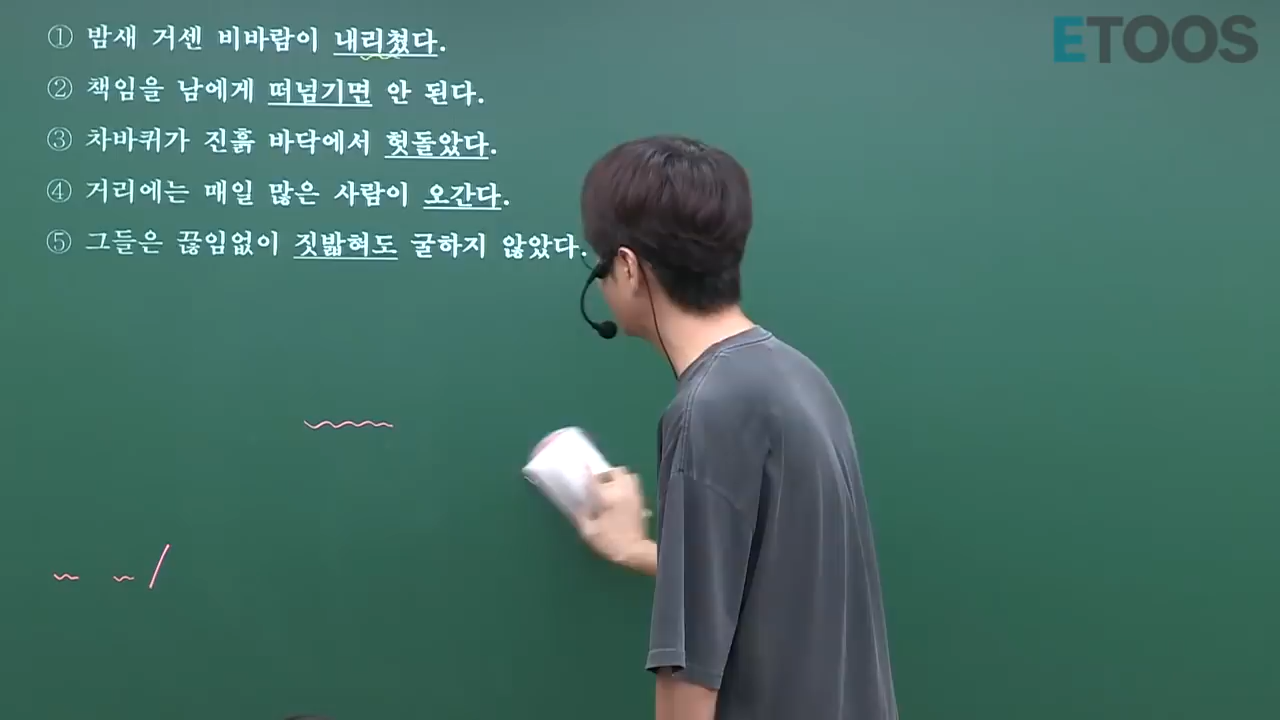 ① 밤새 거센 비바람이 내리쳤다.
② 책임을 남에게 떠넘기면 안 된다.
③ 차바퀴가 진흙 바닥에서 헛돌았다.
④ 거리에는 매일 많은 사람이 오간다.
⑤ 그들은 끊임없이 짓밟혀도 굴하지 않았다.
ETOOS